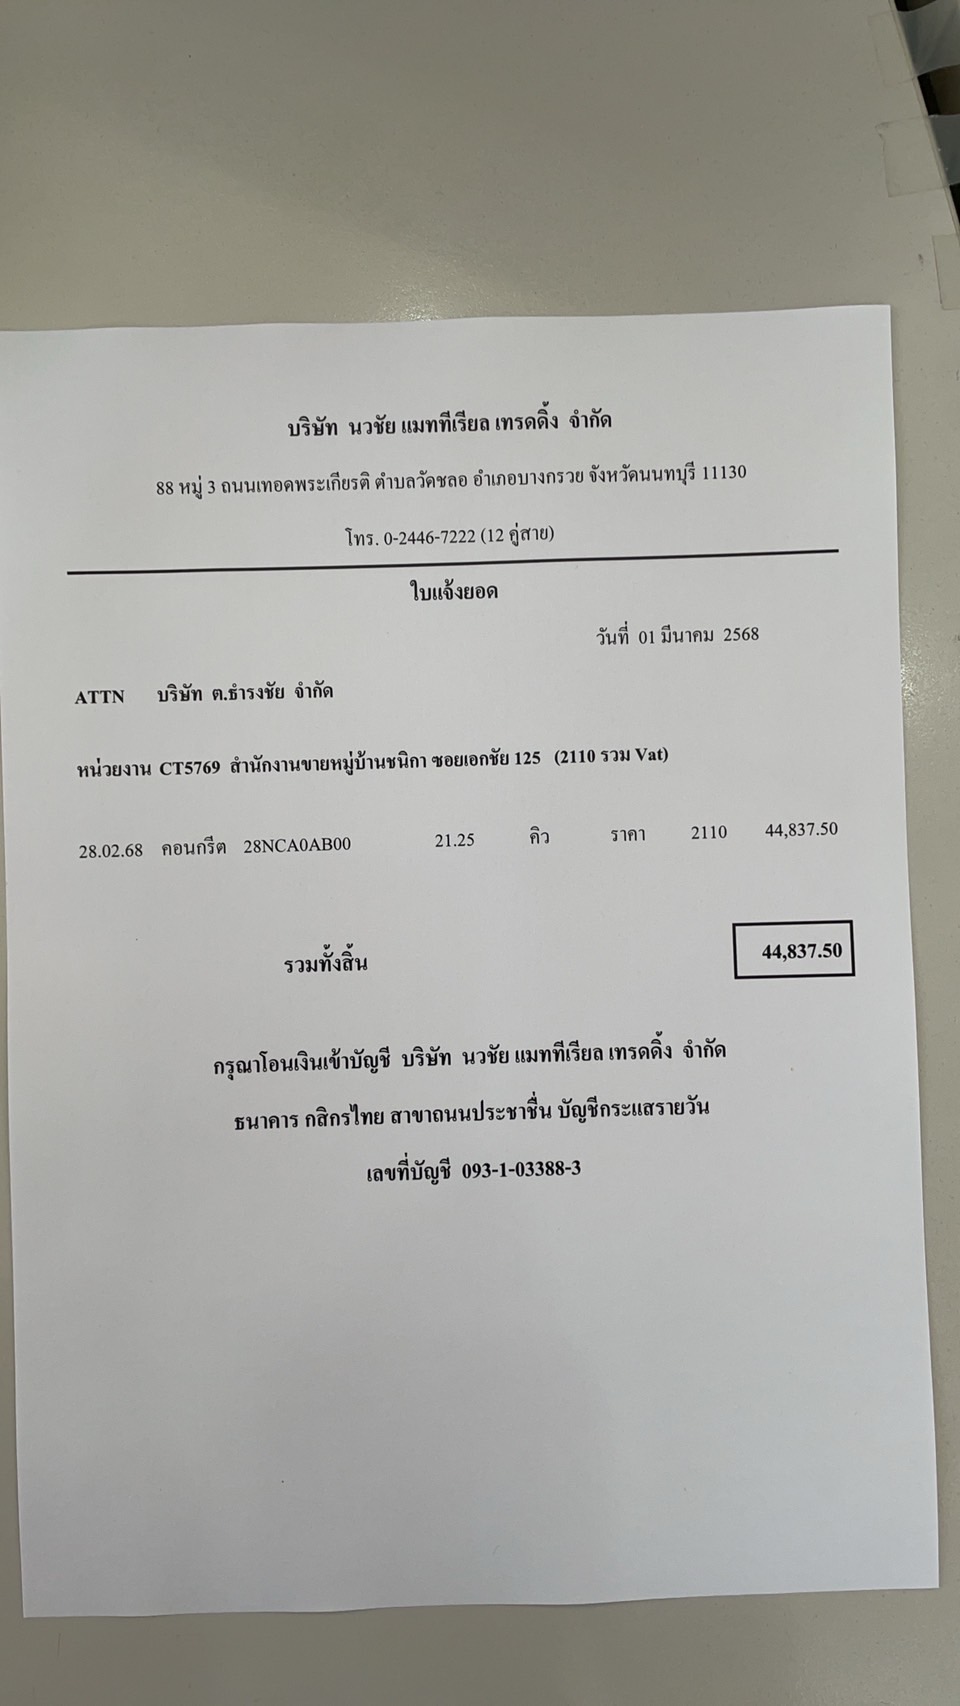 บริษัท นวชัย แมททีเรียล เทรดดิ้ง จำกัด
88 หมู่ 3 ถนนเทอดพระเกียรติ ตำบลวัดชลอ อำเภอบางกรวย จังหวัดนนทบุรี 11130
โทร. 0-2446-7222 (12 คู่สาย)
ใบแจ้งยอด
วันที่ 01 มีนาคม 2568
ATTN บริษัท ต.ธำรงชัย จำกัด
หน่วยงาน CT5769 สำนักงานขายหมู่บ้านชนิกา ซอยเอกชัย 125 (2110 รวม Vat)
28.02.68 คอนกรีต 28NCA0AB00 21.25 คิว ราคา 2110 44,837.50
รวมทั้งสิ้น 44,837.50
กรุณาโอนเงินเข้าบัญชี บริษัท นวชัย แมททีเรียล เทรดดิ้ง จำกัด
ธนาคาร กสิกรไทย สาขาถนนประชาชื่น บัญชีกระแสรายวัน
เลขที่บัญชี 093-1-03388-3